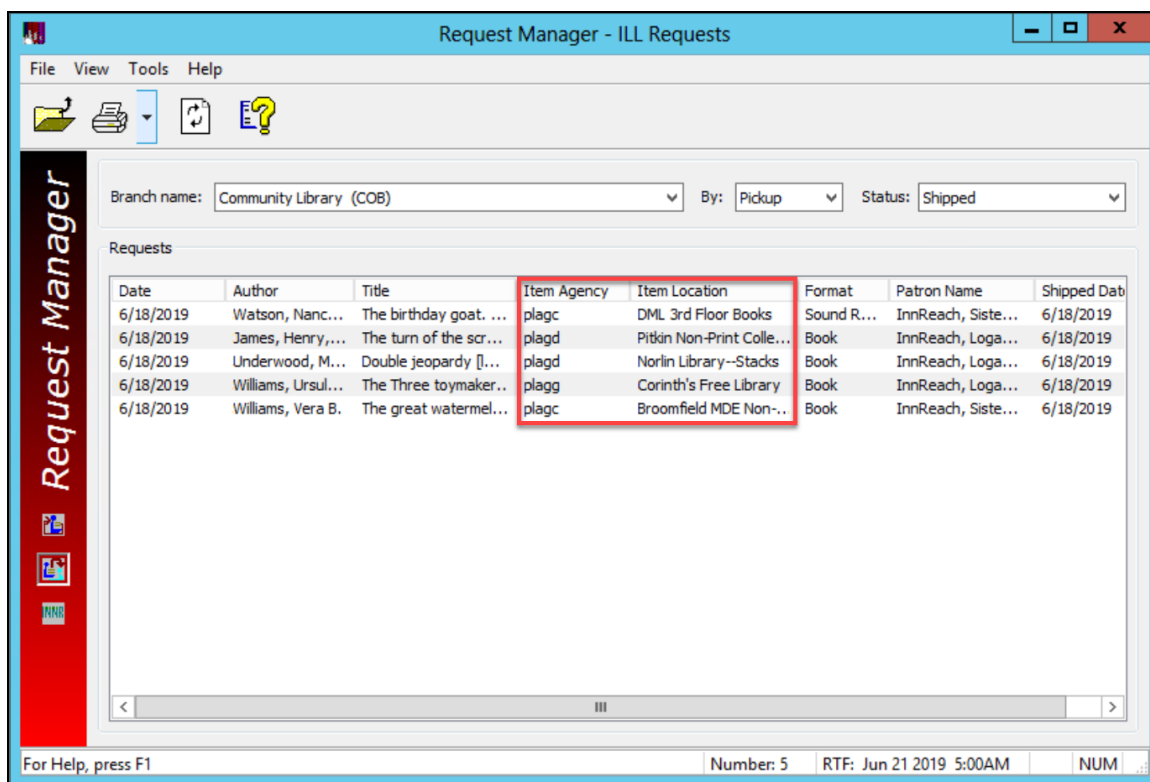 Request Manager - ILL Requests
File View Tools Help
Request Manager
Branch name: Community Library (COB) By: Pickup Status: Shipped
Requests
Date Author Title Item Agency Item Location Format Patron Name Shipped Dat
6/18/2019 Watson, Nanc... The birthday goat. ... plagc DML 3rd Floor Books Sound R... InnReach, Siste... 6/18/2019
6/18/2019 James, Henry,... The turn of the scr... plagd Pitkin Non-Print Colle... Book InnReach, Loga... 6/18/2019
6/18/2019 Underwood, M... Double jeopardy [l... plagd Norlin Library--Stacks Book InnReach, Loga... 6/18/2019
6/18/2019 Williams, Ursul... The Three toymaker.. plagg Corinth's Free Library Book InnReach, Loga... 6/18/2019
6/18/2019 Williams, Vera B. The great watermel... plagc Broomfield MDE Non-.. Book InnReach, Siste... 6/18/2019
INNR
For Help, press F1 Number: 5 RTF: Jun 21 2019 5:00AM NUM